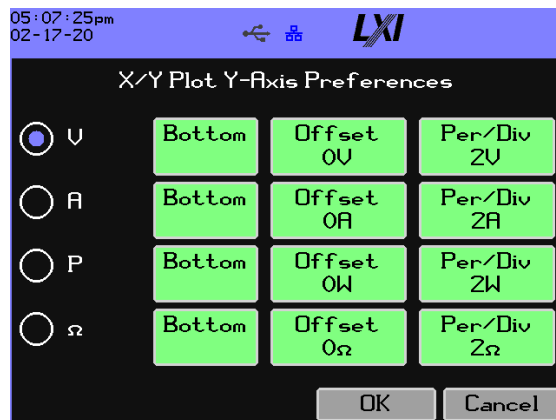 05:07:25pm
02-17-20
LXI
X/Y Plot Y-Axis Preferences
V Bottom Offset 0V Per/Div 2V
A Bottom Offset 0A Per/Div 2A
P Bottom Offset 0W Per/Div 2W
Ω Bottom Offset 0Ω Per/Div 2Ω
OK Cancel